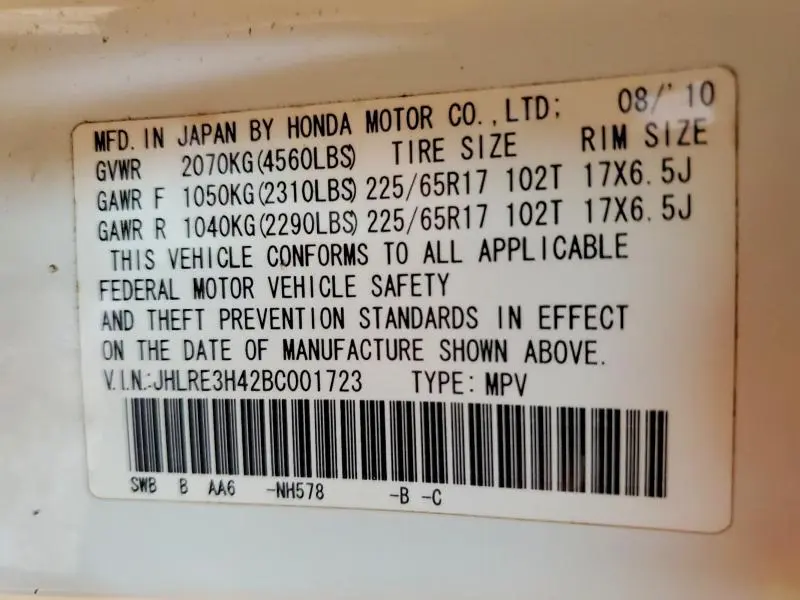 MFD. IN JAPAN BY HONDA MOTOR CO., LTD; 08/'10
GVWR 2070KG(4560LBS) TIRE SIZE RIM SIZE
GAWR F 1050KG(2310LBS) 225/65R17 102T 17X6.5J
GAWR R 1040KG(2290LBS) 225/65R17 102T 17X6.5J
THIS VEHICLE CONFORMS TO ALL APPLICABLE
FEDERAL MOTOR VEHICLE SAFETY
AND THEFT PREVENTION STANDARDS IN EFFECT
ON THE DATE OF MANUFACTURE SHOWN ABOVE.
V.I.N.:JHLRE3H42BC001723 TYPE: MPV
SWB B AA6 -NH578 -B -C